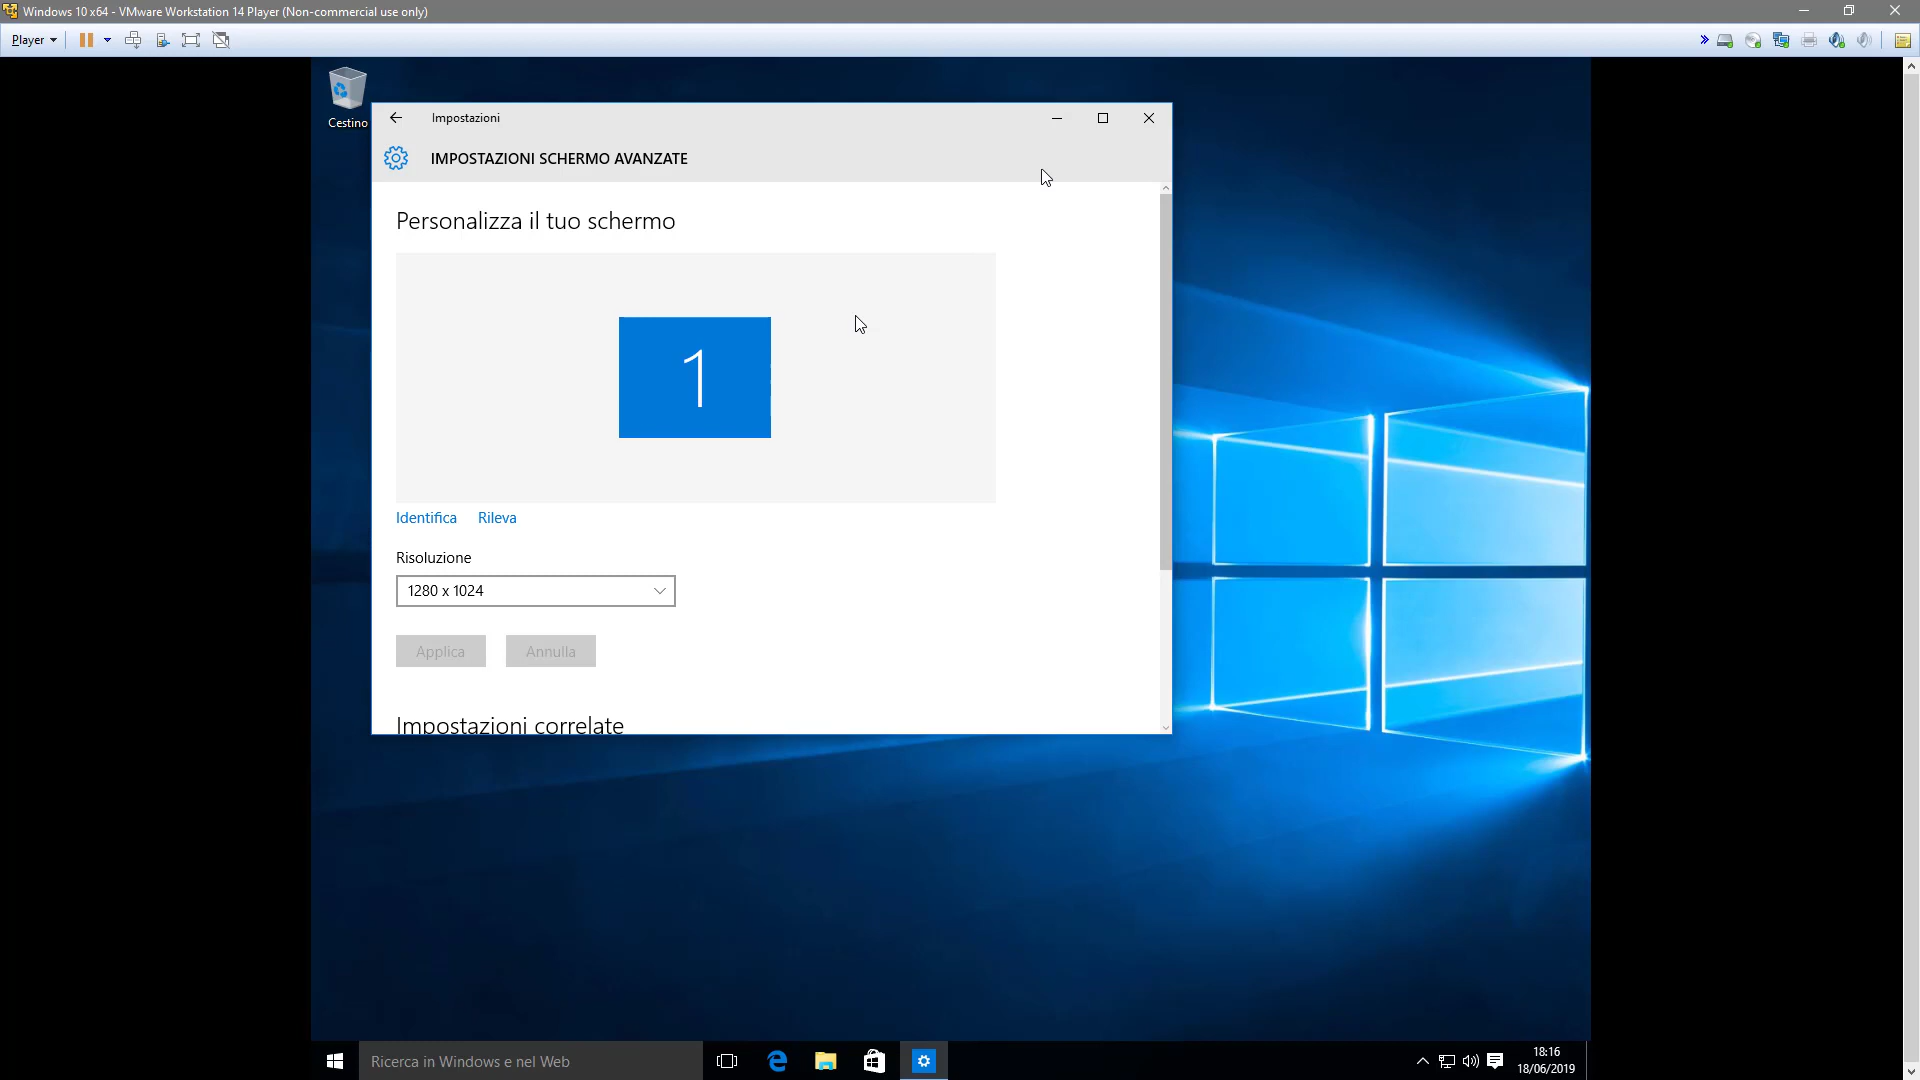 Windows 10 x64 - VMware Workstation 14 Player (Non-commercial use only)
Player
Cestino
Impostazioni
IMPOSTAZIONI SCHERMO AVANZATE
Personalizza il tuo schermo
1
Identifica Rileva
Risoluzione
1280 x 1024
Applica Annulla
Impostazioni correlate
Ricerca in Windows e nel Web
18:16
18/06/2019